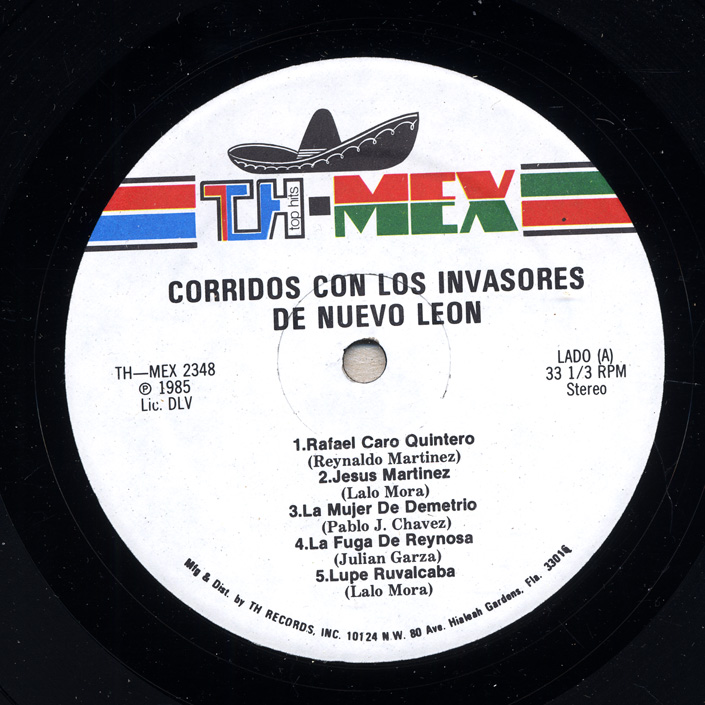 TH top hits-MEX
CORRIDOS CON LOS INVASORES
DE NUEVO LEON
TH—MEX 2348
℗ 1985
Lic. DLV
LADO (A)
33 1/3 RPM
Stereo
1.Rafael Caro Quintero
(Reynaldo Martinez)
2.Jesus Martinez
(Lalo Mora)
3.La Mujer De Demetrio
(Pablo J. Chavez)
4.La Fuga De Reynosa
(Julian Garza)
5.Lupe Ruvalcaba
(Lalo Mora)
Mfg & Dist. by TH RECORDS, INC. 10124 N.W. 80 Ave. Hialeah Gardens, Fla. 33016